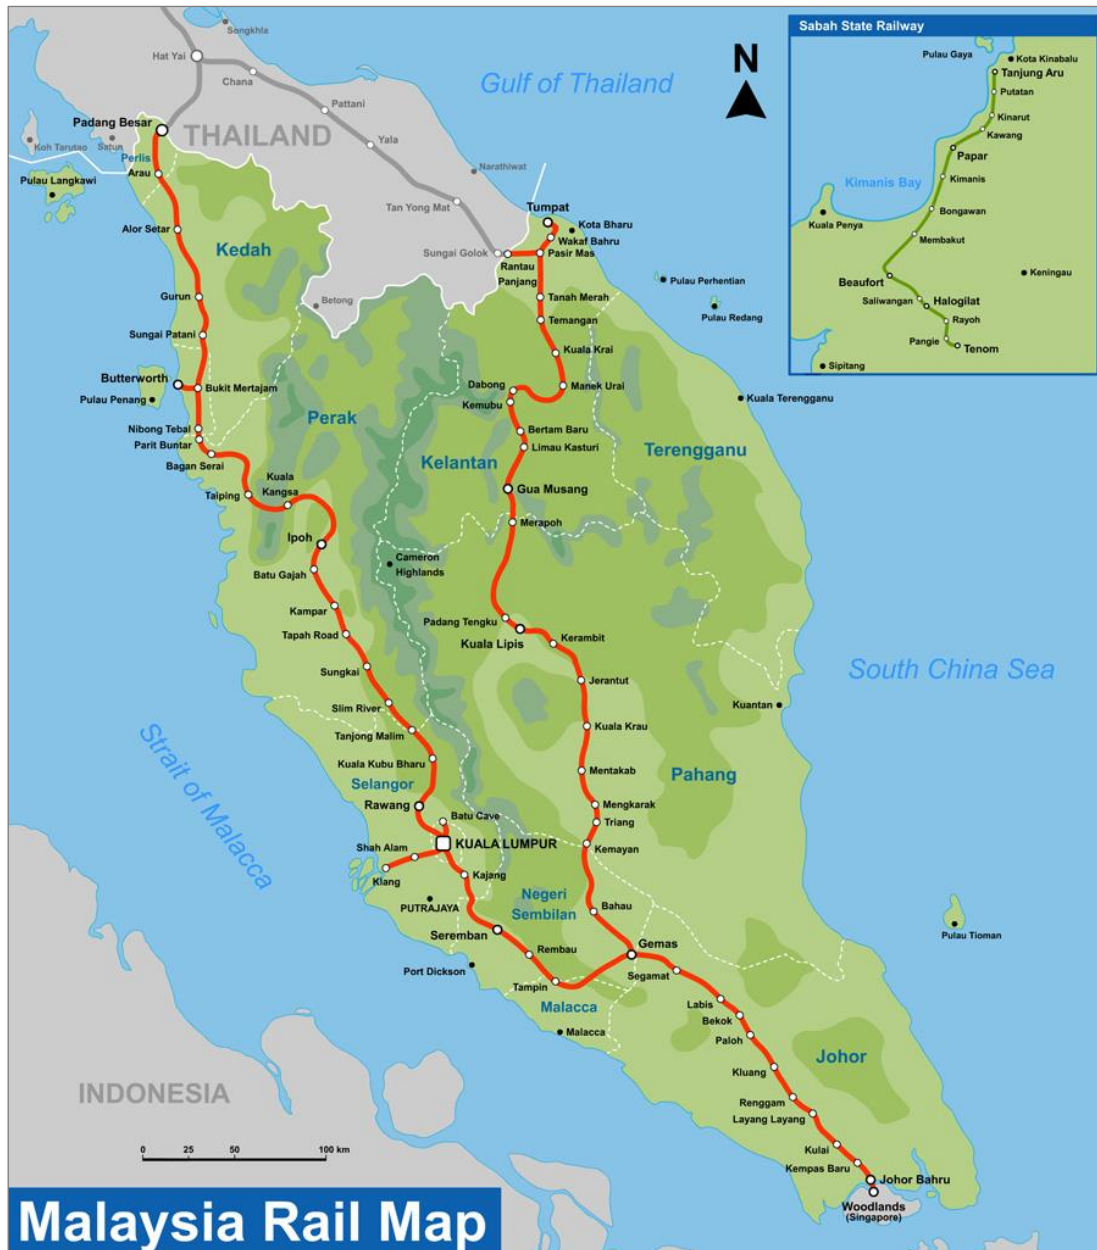 Songkhla
Hat Yai
Chana
Pattani
Yala
Narathiwat
Tan Yong Mat
Sungai Golok
Betong
THAILAND
Koh Tarutao
Satun
Gulf of Thailand
N
Sabah State Railway
Pulau Gaya
Kota Kinabalu
Tanjung Aru
Putatan
Kinarut
Kawang
Papar
Kimanis Bay
Kimanis
Bongawan
Kuala Penya
Membakut
Keningau
Beaufort
Saliwangan
Halogilat
Rayoh
Pangie
Tenom
Sipitang
Padang Besar
Perlis
Arau
Pulau Langkawi
Alor Setar
Kedah
Gurun
Sungai Patani
Butterworth
Bukit Mertajam
Pulau Penang
Nibong Tebal
Parit Buntar
Bagan Serai
Perak
Taiping
Kuala
Kangsa
Ipoh
Batu Gajah
Cameron
Highlands
Kampar
Tapah Road
Sungkai
Slim River
Tanjong Malim
Kuala Kubu Bharu
Selangor
Rawang
Batu Cave
KUALA LUMPUR
Shah Alam
Klang
Kajang
PUTRAJAYA
Negeri
Sembilan
Seremban
Rembau
Port Dickson
Tampin
Malacca
Malacca
Tumpat
Kota Bharu
Wakaf Bahru
Pasir Mas
Rantau
Panjang
Tanah Merah
Temangan
Kuala Krai
Manek Urai
Dabong
Kemubu
Bertam Baru
Limau Kasturi
Kelantan
Gua Musang
Merapoh
Pulau Perhentian
Pulau Redang
Kuala Terengganu
Terengganu
Padang Tengku
Kuala Lipis
Kerambit
Jerantut
Kuala Krau
Kuantan
Mentakab
Pahang
Mengkarak
Triang
Kemayan
Bahau
Gemas
Segamat
Labis
Bekok
Paloh
Kluang
Johor
Renggam
Layang Layang
Kulai
Kempas Baru
Johor Bahru
Woodlands
(Singapore)
Pulau Tioman
South China Sea
Strait of Malacca
INDONESIA
0 25 50 100 km
Malaysia Rail Map